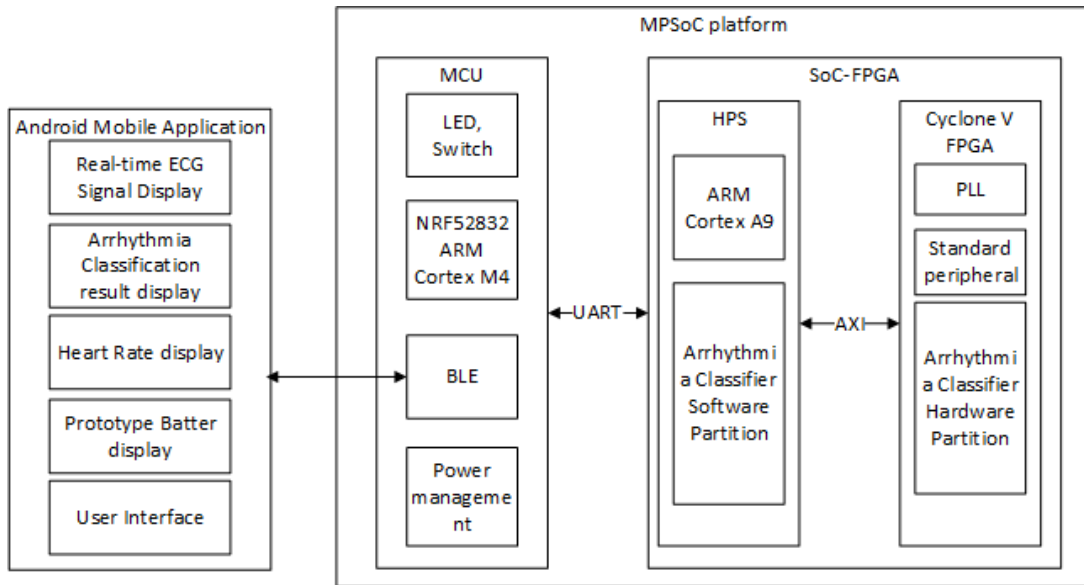 MPSoC platform
Android Mobile Application
Real-time ECG
Signal Display
Arrhythmia
Classification
result display
Heart Rate display
Prototype Batter
display
User Interface
MCU
LED,
Switch
NRF52832
ARM
Cortex M4
BLE
Power
manageme
nt
UART
SoC-FPGA
HPS
ARM
Cortex A9
Arrhythmi
a Classifier
Software
Partition
AXI
Cyclone V
FPGA
PLL
Standard
peripheral
Arrhythmi
a Classifier
Hardware
Partition